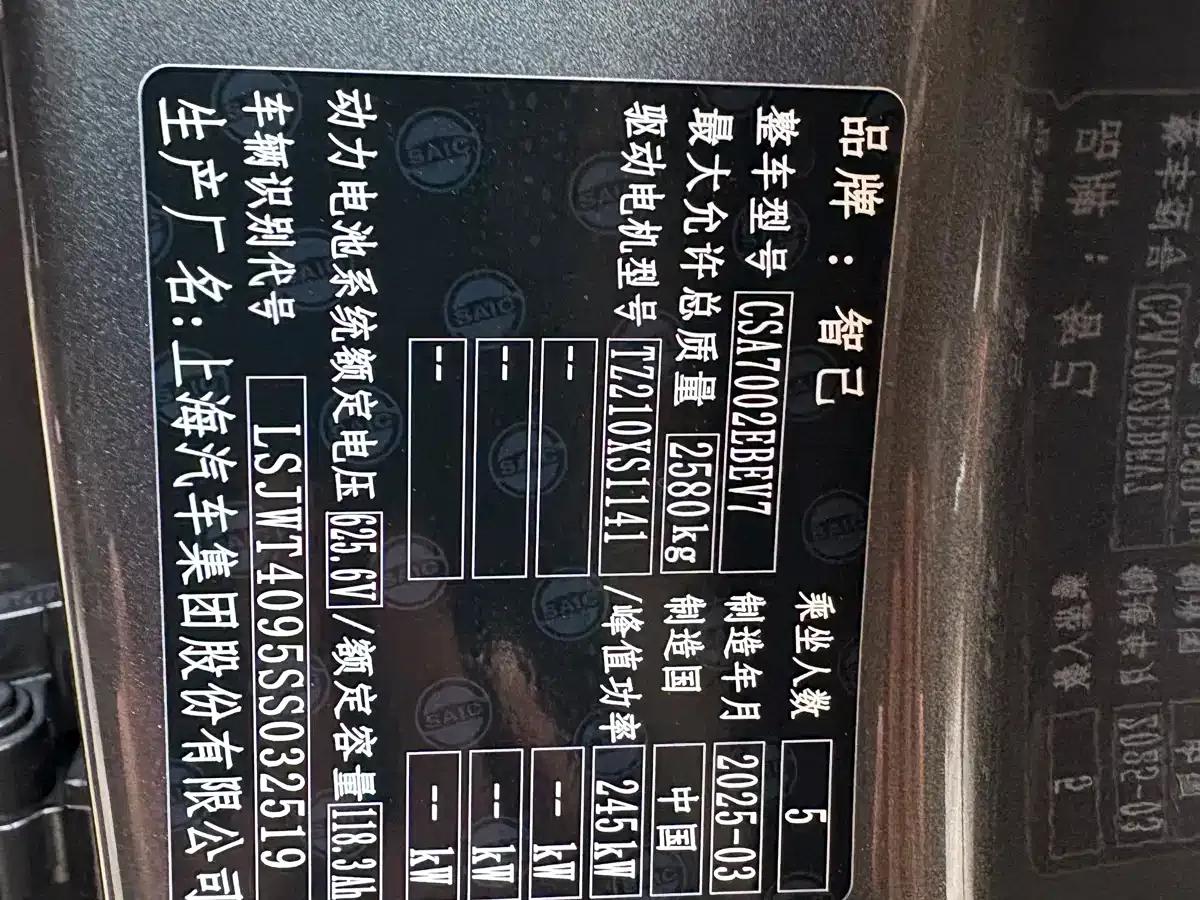 品牌：智己 乘坐人数 5
整车型号 CSA7002EBEV7 制造年月 2025-03
最大允许总质量 2580kg 制造国 中国
驱动电机型号 TZ210XS1141 /峰值功率 245kW
-- --kW
-- --kW
-- --kW
动力电池系统额定电压 625.6V /额定容量 118.3Ah
车辆识别代号 LSJWT4095SS032519
生产厂名：上海汽车集团股份有限公司
SAIC